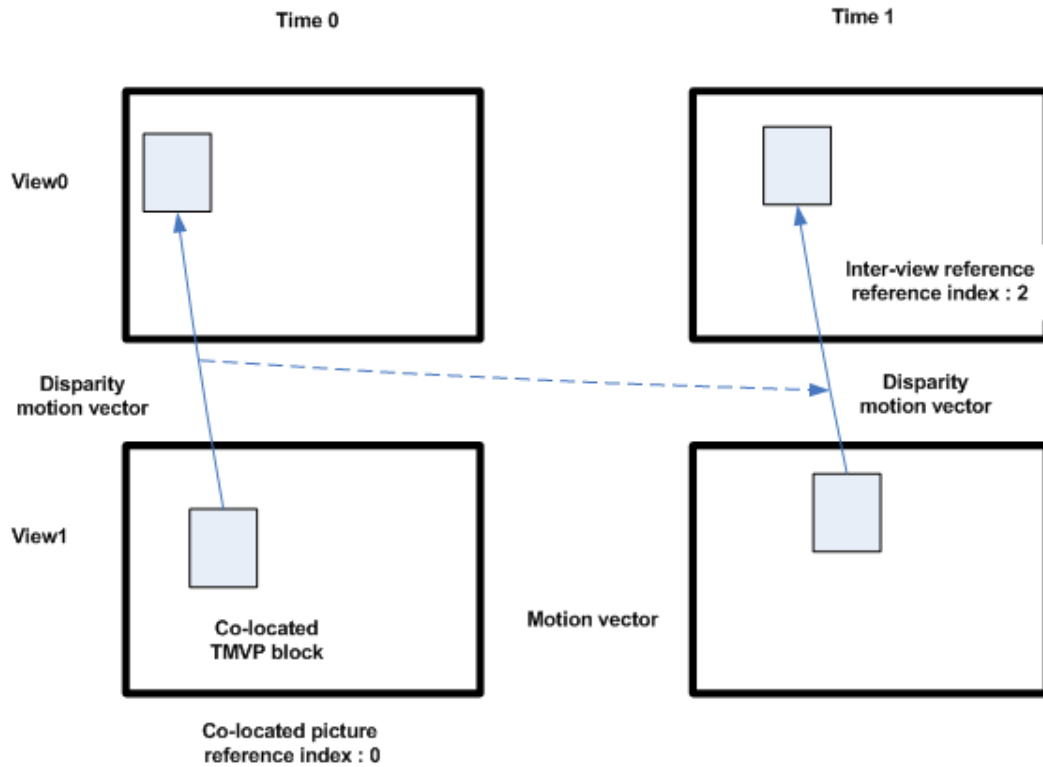 Time 0
Time 1
View0
Inter-view reference
reference index : 2
Disparity
motion vector
Disparity
motion vector
View1
Co-located
TMVP block
Motion vector
Co-located picture
reference index : 0